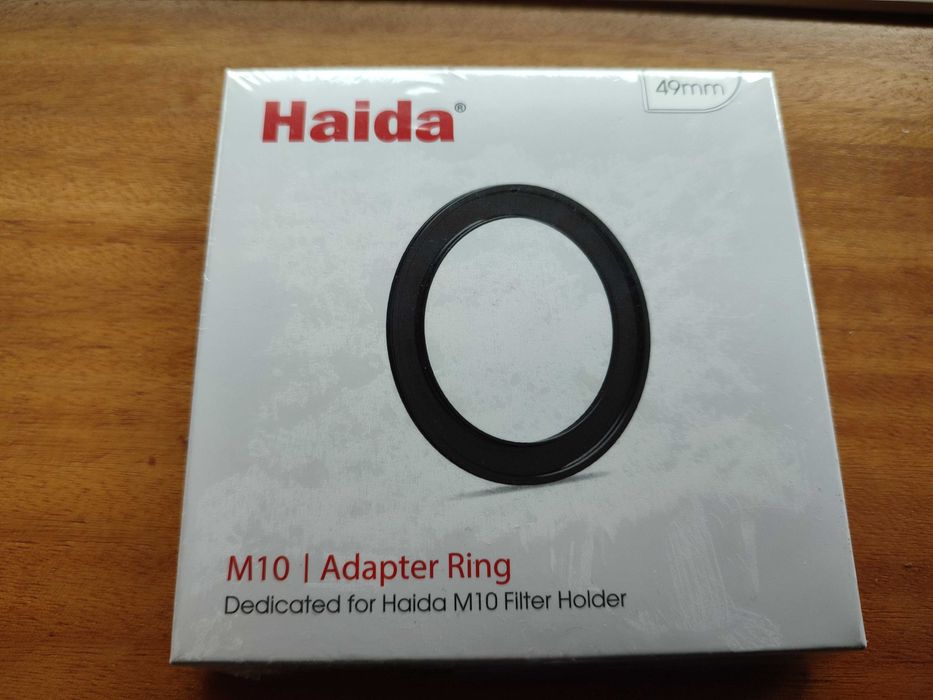 Haida®
49mm
M10 | Adapter Ring
Dedicated for Haida M10 Filter Holder